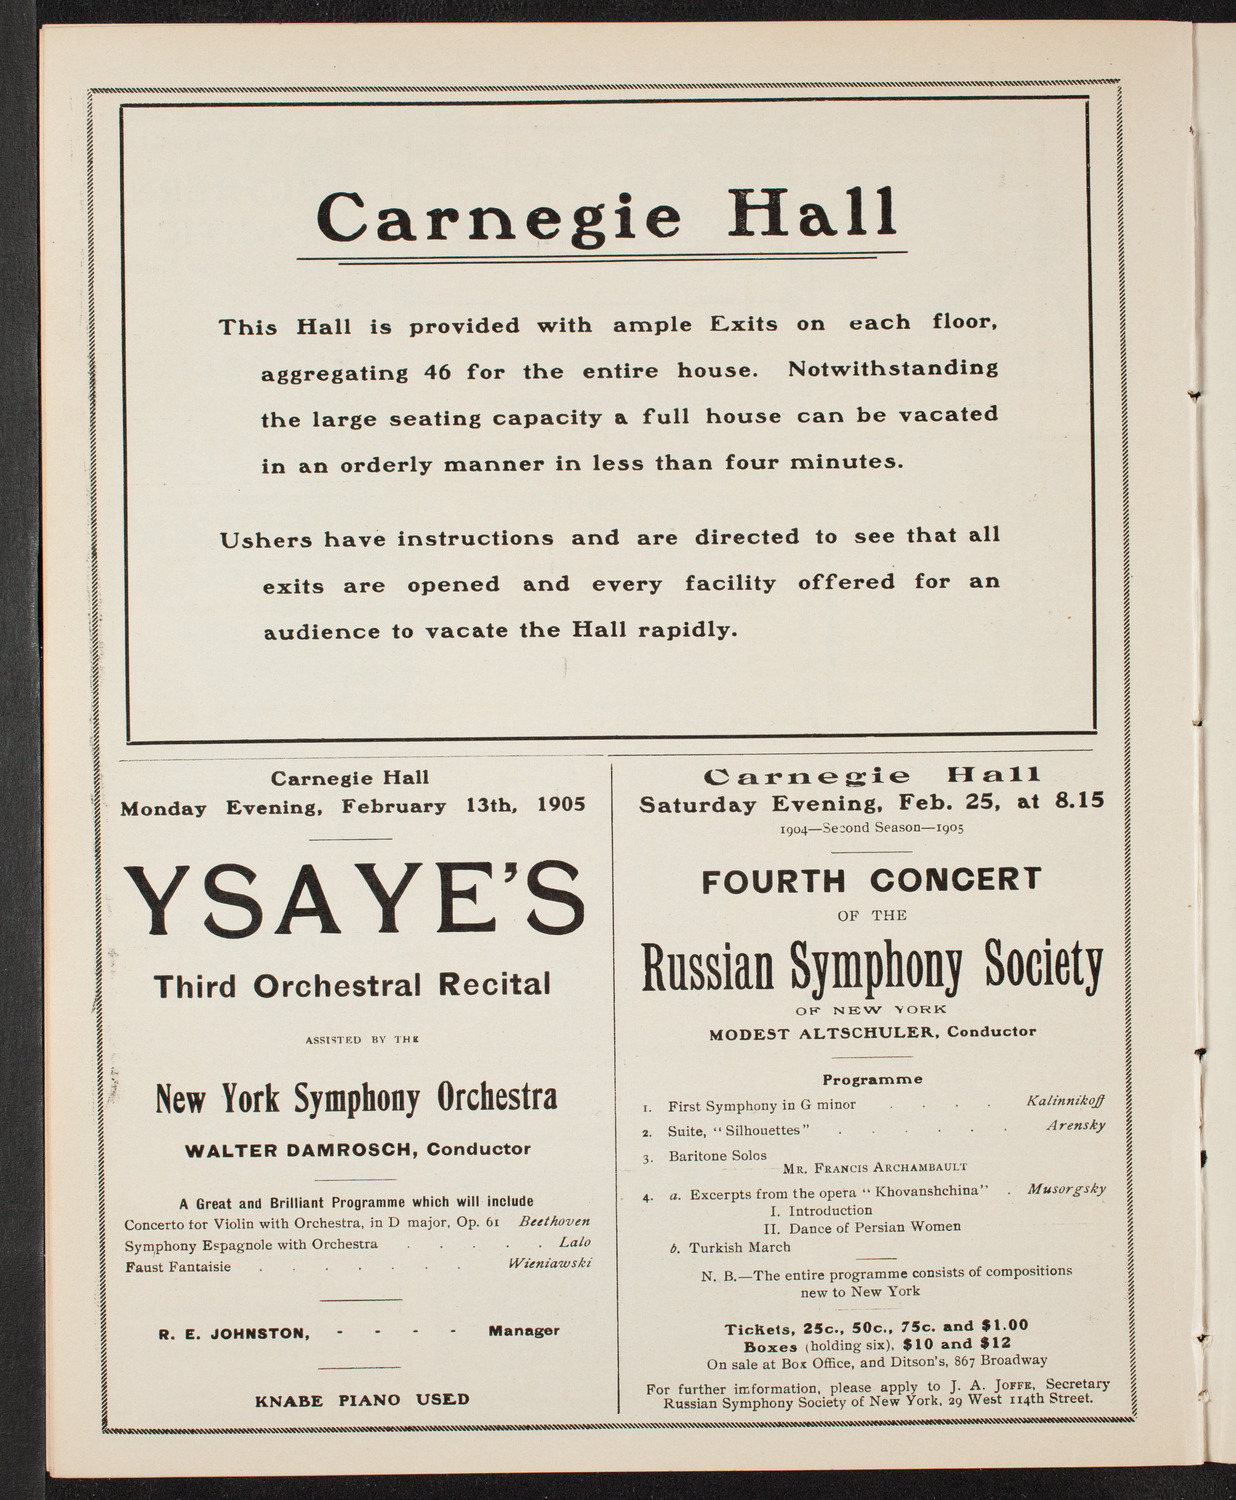 Carnegie Hall
This Hall is provided with ample Exits on each floor,
aggregating 46 for the entire house. Notwithstanding
the large seating capacity a full house can be vacated
in an orderly manner in less than four minutes.
Ushers have instructions and are directed to see that all
exits are opened and every facility offered for an
audience to vacate the Hall rapidly.
Carnegie Hall
Monday Evening, February 13th, 1905
YSAYE'S
Third Orchestral Recital
ASSISTED BY THE
New York Symphony Orchestra
WALTER DAMROSCH, Conductor
A Great and Brilliant Programme which will include
Concerto for Violin with Orchestra, in D major, Op. 61 Beethoven
Symphony Espagnole with Orchestra . . . . . Lalo
Faust Fantaisie . . . . . . . Wieniawski
R. E. JOHNSTON, - - - - Manager
KNABE PIANO USED
Carnegie Hall
Saturday Evening, Feb. 25, at 8.15
1904—Second Season—1905
FOURTH CONCERT
OF THE
Russian Symphony Society
OF NEW YORK
MODEST ALTSCHULER, Conductor
Programme
1. First Symphony in G minor . . . . Kalinnikoff
2. Suite, "Silhouettes" . . . . . . Arensky
3. Baritone Solos
MR. FRANCIS ARCHAMBAULT
4. a. Excerpts from the opera "Khovanshchina" . Musorgsky
I. Introduction
II. Dance of Persian Women
b. Turkish March
N. B.—The entire programme consists of compositions
new to New York
Tickets, 25c., 50c., 75c. and $1.00
Boxes (holding six), $10 and $12
On sale at Box Office, and Ditson's, 867 Broadway
For further information, please apply to J. A. JOFFE, Secretary
Russian Symphony Society of New York, 29 West 114th Street.